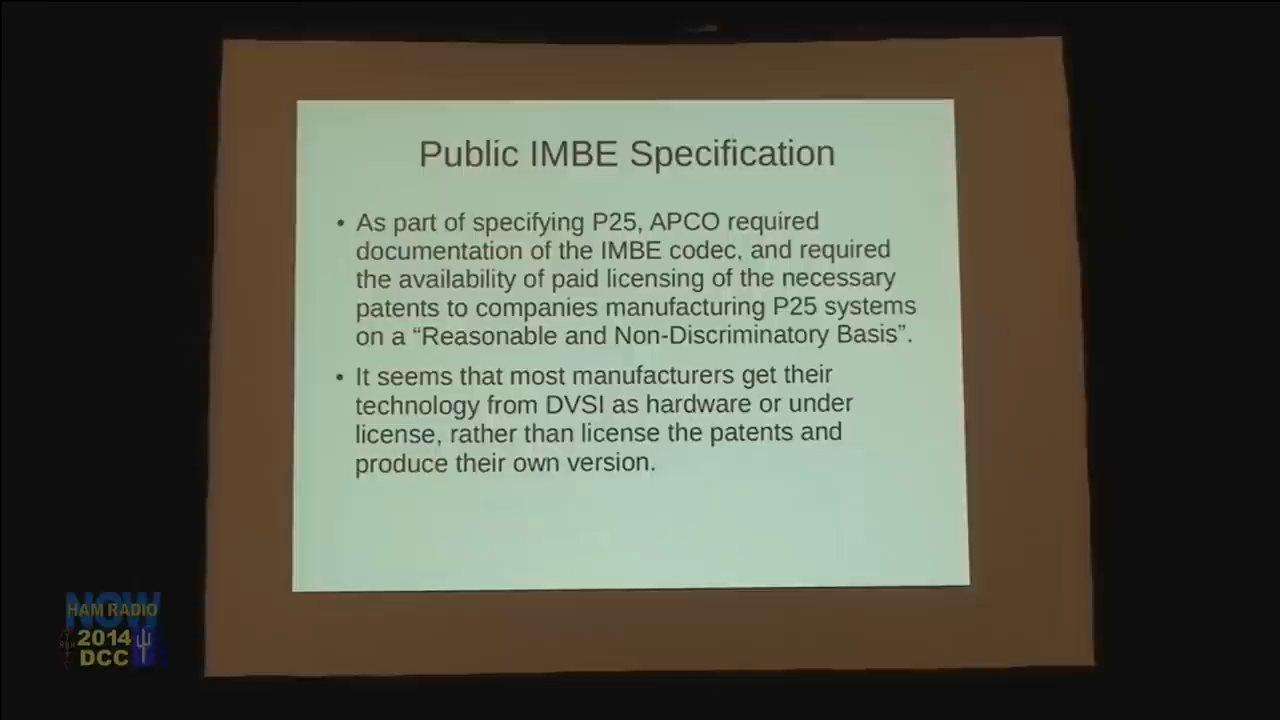 Public IMBE Specification
• As part of specifying P25, APCO required
documentation of the IMBE codec, and required
the availability of paid licensing of the necessary
patents to companies manufacturing P25 systems
on a “Reasonable and Non-Discriminatory Basis”.
• It seems that most manufacturers get their
technology from DVSI as hardware or under
license, rather than license the patents and
produce their own version.
NOW
HAM RADIO
2014
DCC